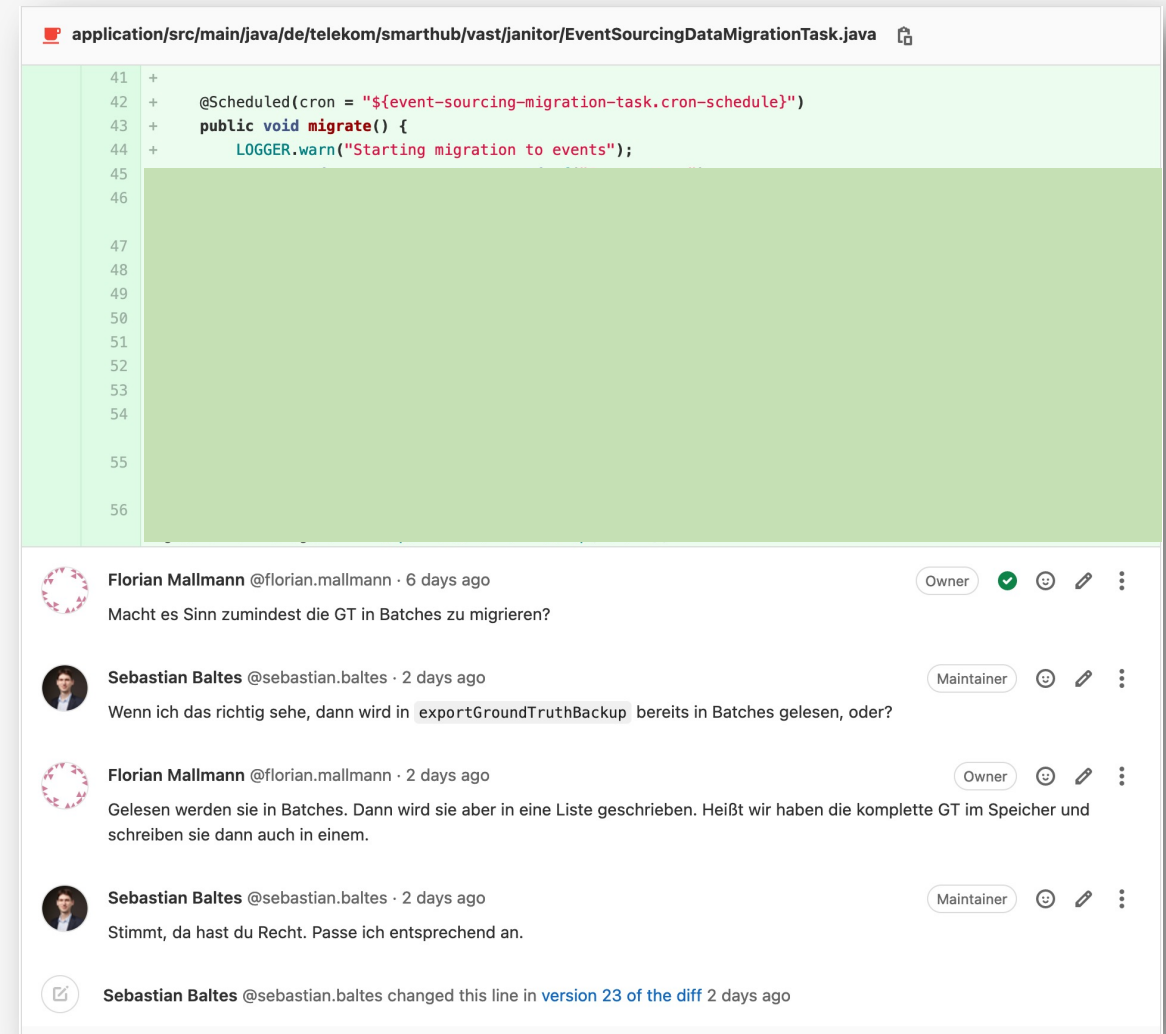 application/src/main/java/de/telekom/smarthub/vast/janitor/EventSourcingDataMigrationTask.java
41 +
42 + @Scheduled(cron = "${event-sourcing-migration-task.cron-schedule}")
43 + public void migrate() {
44 + LOGGER.warn("Starting migration to events");
45
46
47
48
49
50
51
52
53
54
55
56
Florian Mallmann @florian.mallmann · 6 days ago Owner
Macht es Sinn zumindest die GT in Batches zu migrieren?
Sebastian Baltes @sebastian.baltes · 2 days ago Maintainer
Wenn ich das richtig sehe, dann wird in exportGroundTruthBackup bereits in Batches gelesen, oder?
Florian Mallmann @florian.mallmann · 2 days ago Owner
Gelesen werden sie in Batches. Dann wird sie aber in eine Liste geschrieben. Heißt wir haben die komplette GT im Speicher und
schreiben sie dann auch in einem.
Sebastian Baltes @sebastian.baltes · 2 days ago Maintainer
Stimmt, da hast du Recht. Passe ich entsprechend an.
Sebastian Baltes @sebastian.baltes changed this line in version 23 of the diff 2 days ago